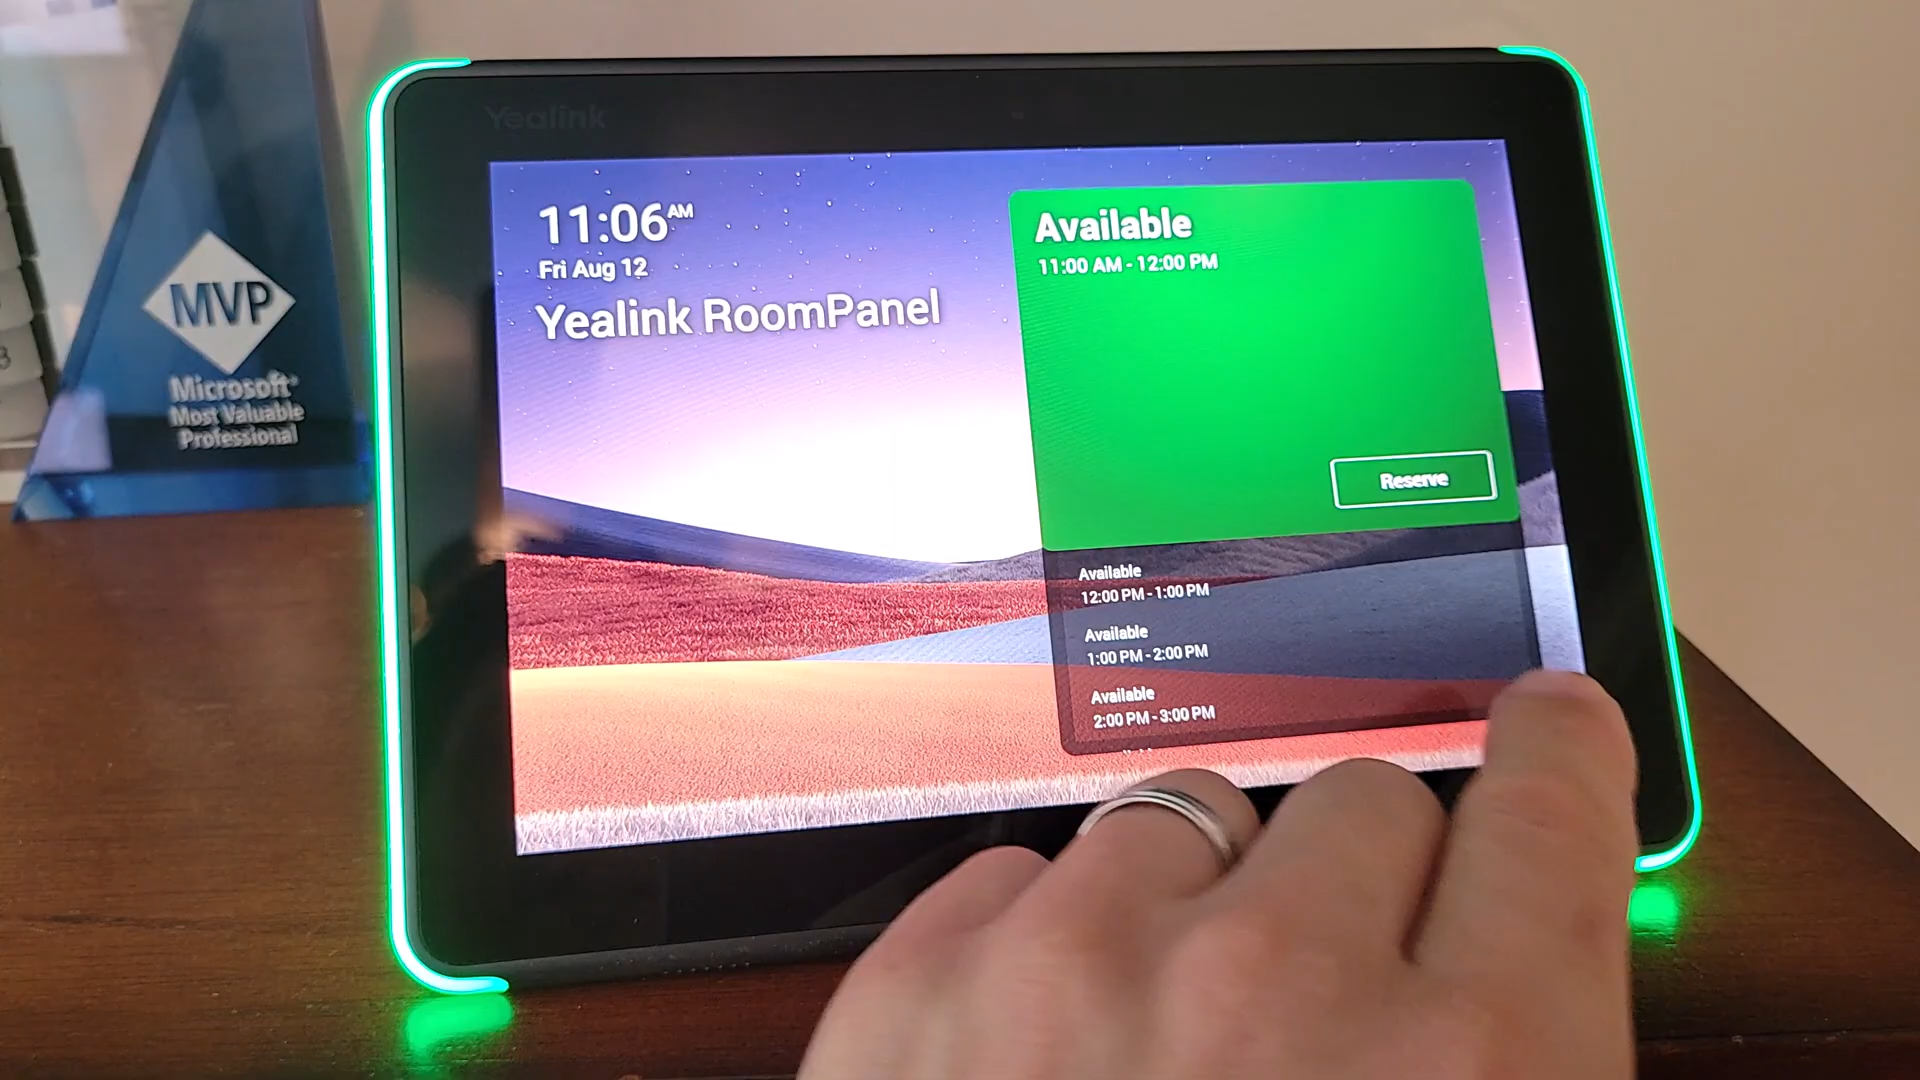 MVP
Microsoft
Most Valuable
Professional
Yealink
11:06 AM
Fri Aug 12
Yealink RoomPanel
Available
11:00 AM - 12:00 PM
Reserve
Available
12:00 PM - 1:00 PM
Available
1:00 PM - 2:00 PM
Available
2:00 PM - 3:00 PM